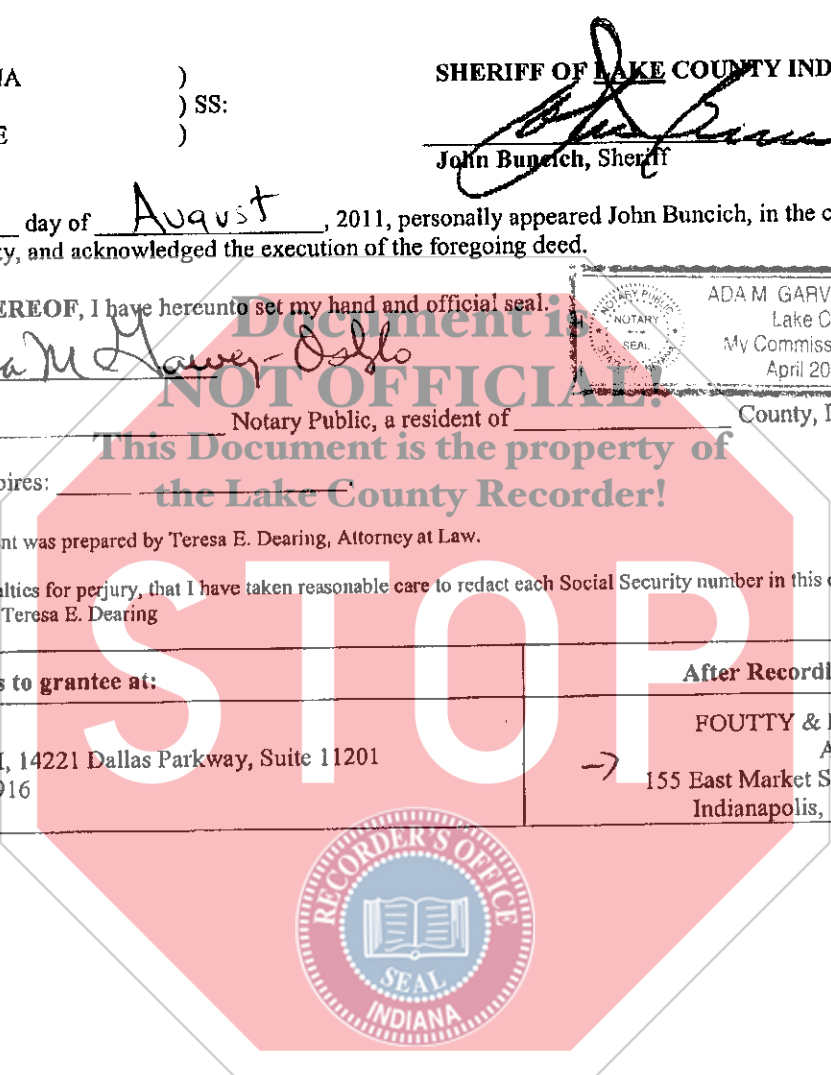 SHERIFF OF LAKE COUNTY IND
)
) SS:
)
John Buncich, Sheriff
day of August, 2011, personally appeared John Buncich, in the c
y, and acknowledged the execution of the foregoing deed.
EREOF, I have hereunto set my hand and official seal.
NOTARY PUBLIC
NOTARY
SEAL
ADA M GARV
Lake C
My Commiss
April 20
Document is
NOT OFFICIAL!
Notary Public, a resident of County, I
This Document is the property of
the Lake County Recorder!
pires:
nt was prepared by Teresa E. Dearing, Attorney at Law.
alties for perjury, that I have taken reasonable care to redact each Social Security number in this
Teresa E. Dearing
STOP
s to grantee at:
After Recordi
, 14221 Dallas Parkway, Suite 11201
916
FOUTTY &
A
155 East Market S
Indianapolis,
RECORDER'S OFFICE
SEAL
INDIANA